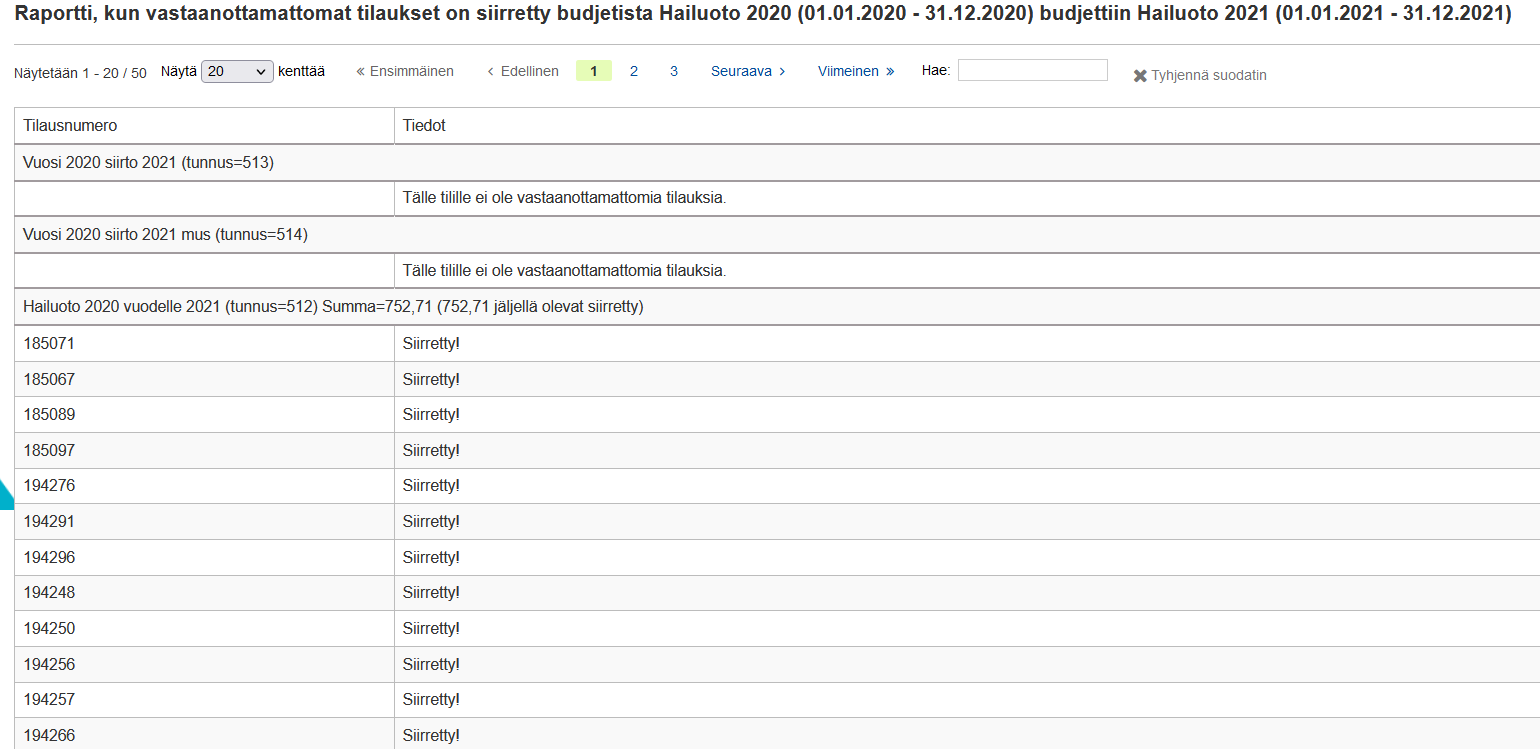 Raportti, kun vastaanottamattomat tilaukset on siirretty budjetista Hailuoto 2020 (01.01.2020 - 31.12.2020) budjettiin Hailuoto 2021 (01.01.2021 - 31.12.2021)
Näytetään 1 - 20 / 50 Näytä 20 kenttää « Ensimmäinen ‹ Edellinen 1 2 3 Seuraava › Viimeinen » Hae: ✖ Tyhjennä suodatin
Tilausnumero Tiedot
Vuosi 2020 siirto 2021 (tunnus=513)
Tälle tilille ei ole vastaanottamattomia tilauksia.
Vuosi 2020 siirto 2021 mus (tunnus=514)
Tälle tilille ei ole vastaanottamattomia tilauksia.
Hailuoto 2020 vuodelle 2021 (tunnus=512) Summa=752,71 (752,71 jäljellä olevat siirretty)
185071 Siirretty!
185067 Siirretty!
185089 Siirretty!
185097 Siirretty!
194276 Siirretty!
194291 Siirretty!
194296 Siirretty!
194248 Siirretty!
194250 Siirretty!
194256 Siirretty!
194257 Siirretty!
194266 Siirretty!